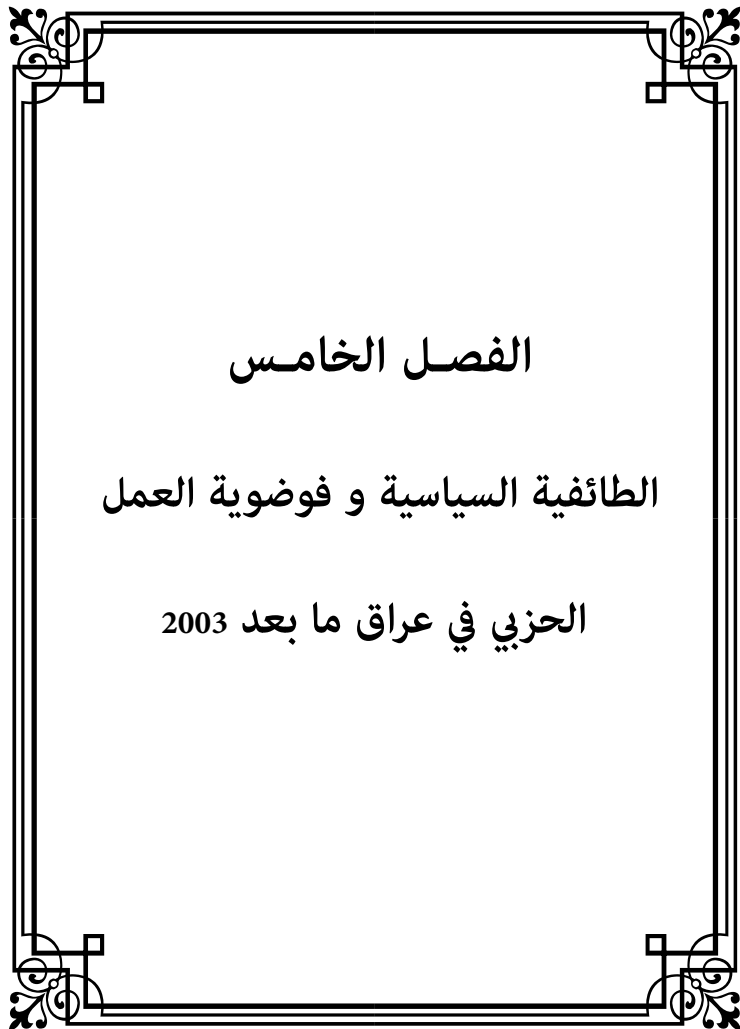 الفصـل الخامـس
الطائفية السياسية و فوضوية العمل
الحزبي في عراق ما بعد 2003